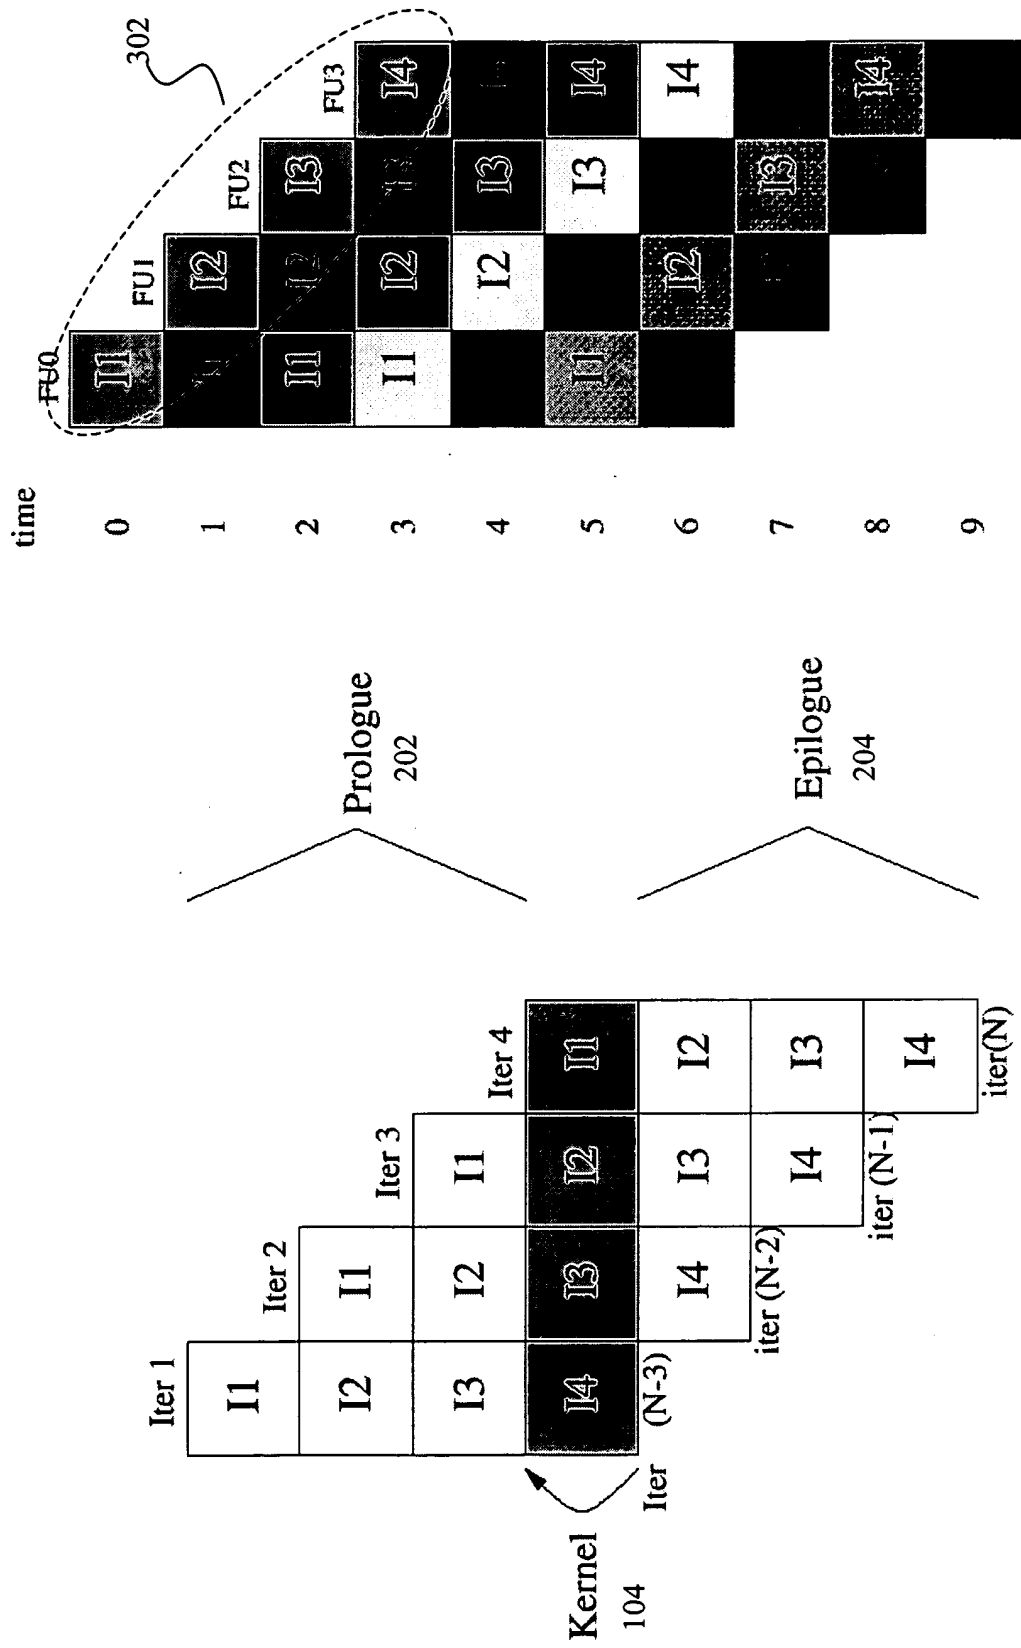 Iter 1
Iter 2
Iter 3
Iter 4
I1
I2 I1
I3 I2 I1
Kernel
104
I4 I3 I2 I1
Iter
(N-3)
I4 I3 I2
iter (N-2)
I4 I3
iter (N-1)
I4
iter(N)
Prologue
202
Epilogue
204
302
time
FU0
FU1
FU2
FU3
0 I1
1 I1 I2
2 I1 I2 I3
3 I1 I2 I3 I4
4 I2 I3
5 I1 I3 I4
6 I2 I4
7 I3
8 I4
9